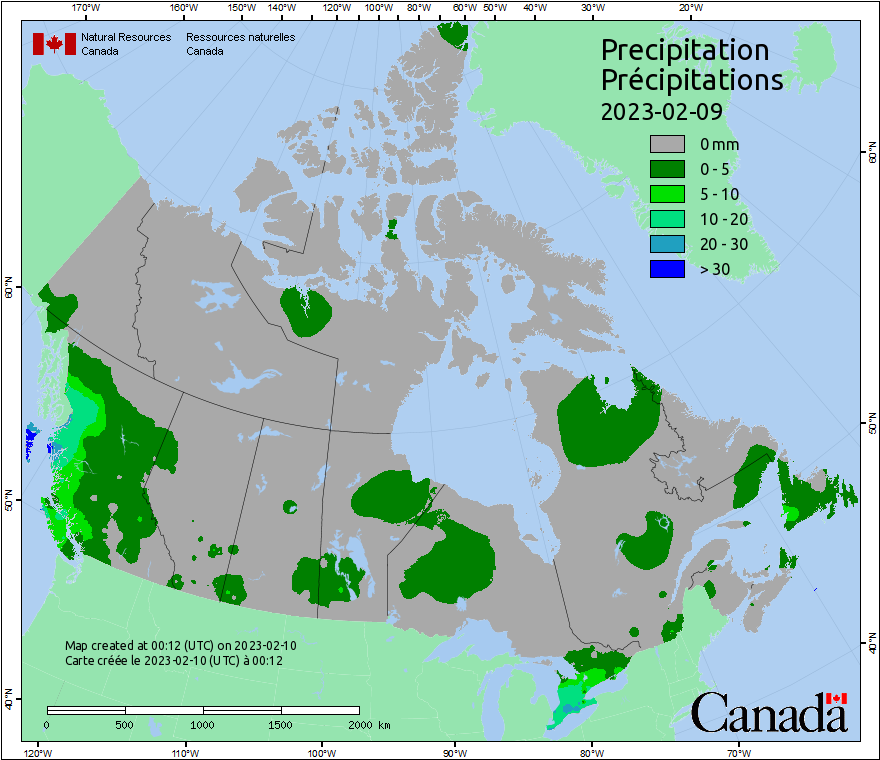 170°W 160°W 150°W 140°W 120°W 100°W 80°W 60°W 50°W 40°W 30°W 20°W
Natural Resources Ressources naturelles
Canada Canada
Precipitation
Précipitations
2023-02-09
0 mm
0 - 5
5 - 10
10 - 20
20 - 30
> 30
60°N 60°N
50°N 50°N
40°N 40°N
Map created at 00:12 (UTC) on 2023-02-10
Carte créée le 2023-02-10 (UTC) à 00:12
0 500 1000 1500 2000 km
Canada
120°W 110°W 100°W 90°W 80°W 70°W